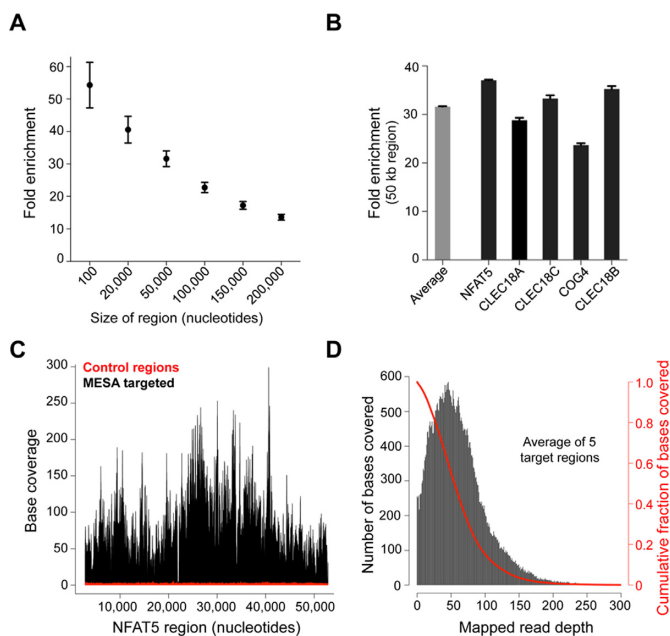 A
Fold enrichment
60
50
40
30
20
10
0
100
20,000
50,000
100,000
150,000
200,000
Size of region (nucleotides)
B
Fold enrichment
(50 kb region)
40
30
20
10
0
Average
NFAT5
CLEC18A
CLEC18C
COG4
CLEC18B
C
Control regions
MESA targeted
Base coverage
300
250
200
150
100
50
0
10,000
20,000
30,000
40,000
50,000
NFAT5 region (nucleotides)
D
Number of bases covered
600
500
400
300
200
100
0
Average of 5
target regions
1.0
0.8
0.6
0.4
0.2
0
Cumulative fraction of bases covered
0
50
100
150
200
250
300
Mapped read depth